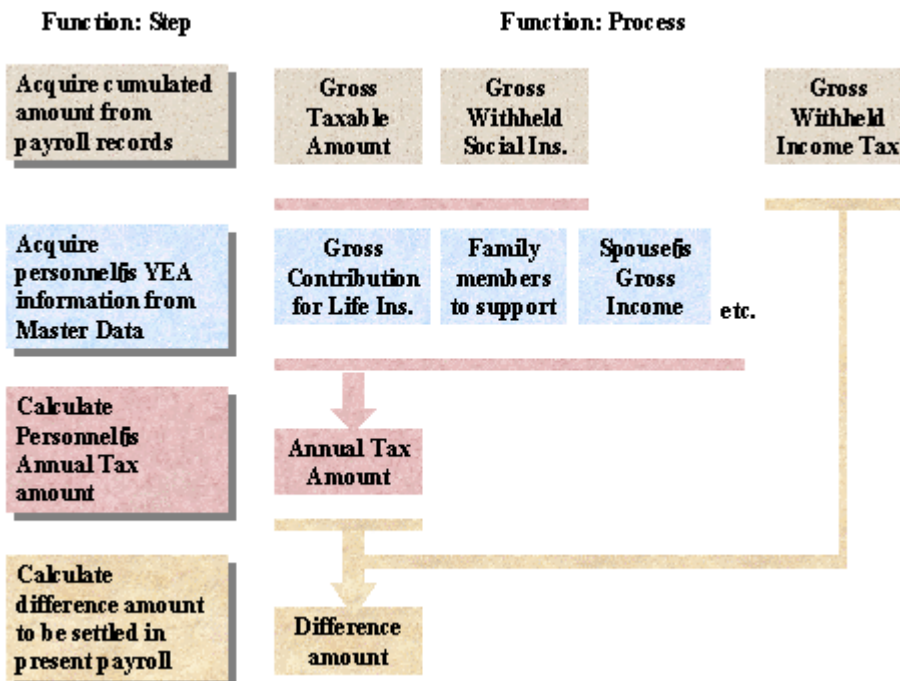 Function: Step
Function: Process
Acquire cumulated
amount from
payroll records
Gross
Taxable
Amount
Gross
Withheld
Social Ins.
Gross
Withheld
Income Tax
Acquire
personnelﬁs YEA
information from
Master Data
Gross
Contribution
for Life Ins.
Family
members
to support
Spouseﬁs
Gross
Income
etc.
Calculate
Personnelﬁs
Annual Tax
amount
Annual Tax
Amount
Calculate
difference amount
to be settled in
present payroll
Difference
amount